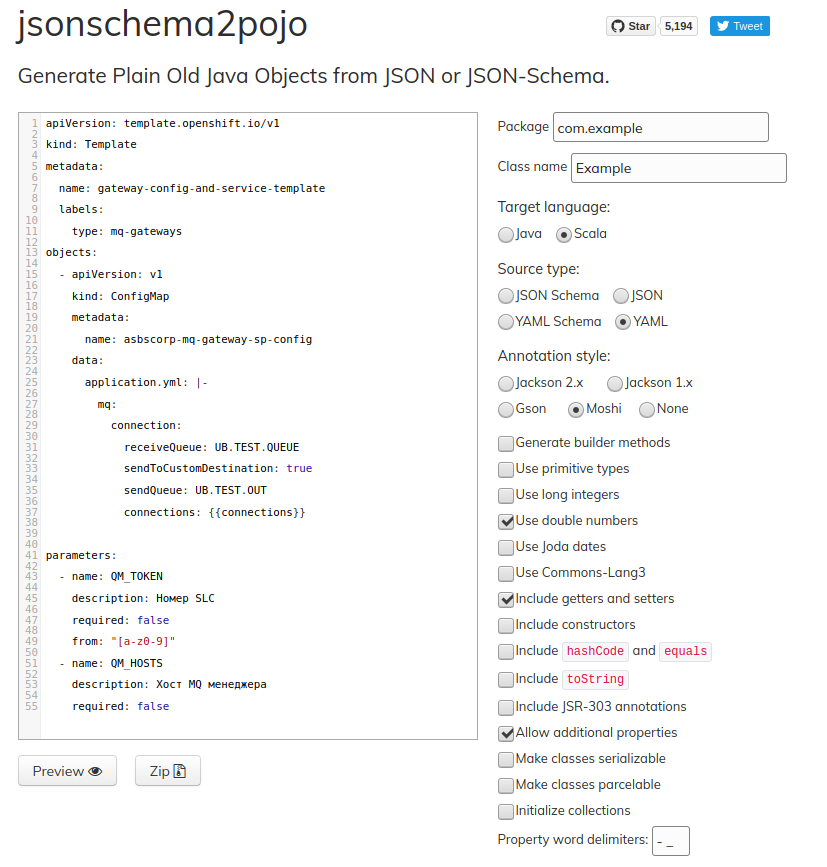 jsonschema2pojo
Star 5,194 Tweet
Generate Plain Old Java Objects from JSON or JSON-Schema.
1 apiVersion: template.openshift.io/v1
2
3 kind: Template
4
5 metadata:
6
7 name: gateway-config-and-service-template
8
9 labels:
10
11 type: mq-gateways
12
13 objects:
14
15 - apiVersion: v1
16
17 kind: ConfigMap
18
19 metadata:
20
21 name: asbscorp-mq-gateway-sp-config
22
23 data:
24
25 application.yml: |-
26
27 mq:
28
29 connection:
30
31 receiveQueue: UB.TEST.QUEUE
32
33 sendToCustomDestination: true
34
35 sendQueue: UB.TEST.OUT
36
37 connections: {{connections}}
38
39
40
41 parameters:
42
43 - name: QM_TOKEN
44
45 description: Номер SLC
46
47 required: false
48
49 from: "[a-z0-9]"
50
51 - name: QM_HOSTS
52
53 description: Хост MQ менеджера
54
55 required: false
Preview
Zip
Package com.example
Class name Example
Target language:
Java Scala
Source type:
JSON Schema JSON
YAML Schema YAML
Annotation style:
Jackson 2.x Jackson 1.x
Gson Moshi None
Generate builder methods
Use primitive types
Use long integers
Use double numbers
Use Joda dates
Use Commons-Lang3
Include getters and setters
Include constructors
Include hashCode and equals
Include toString
Include JSR-303 annotations
Allow additional properties
Make classes serializable
Make classes parcelable
Initialize collections
Property word delimiters: - _